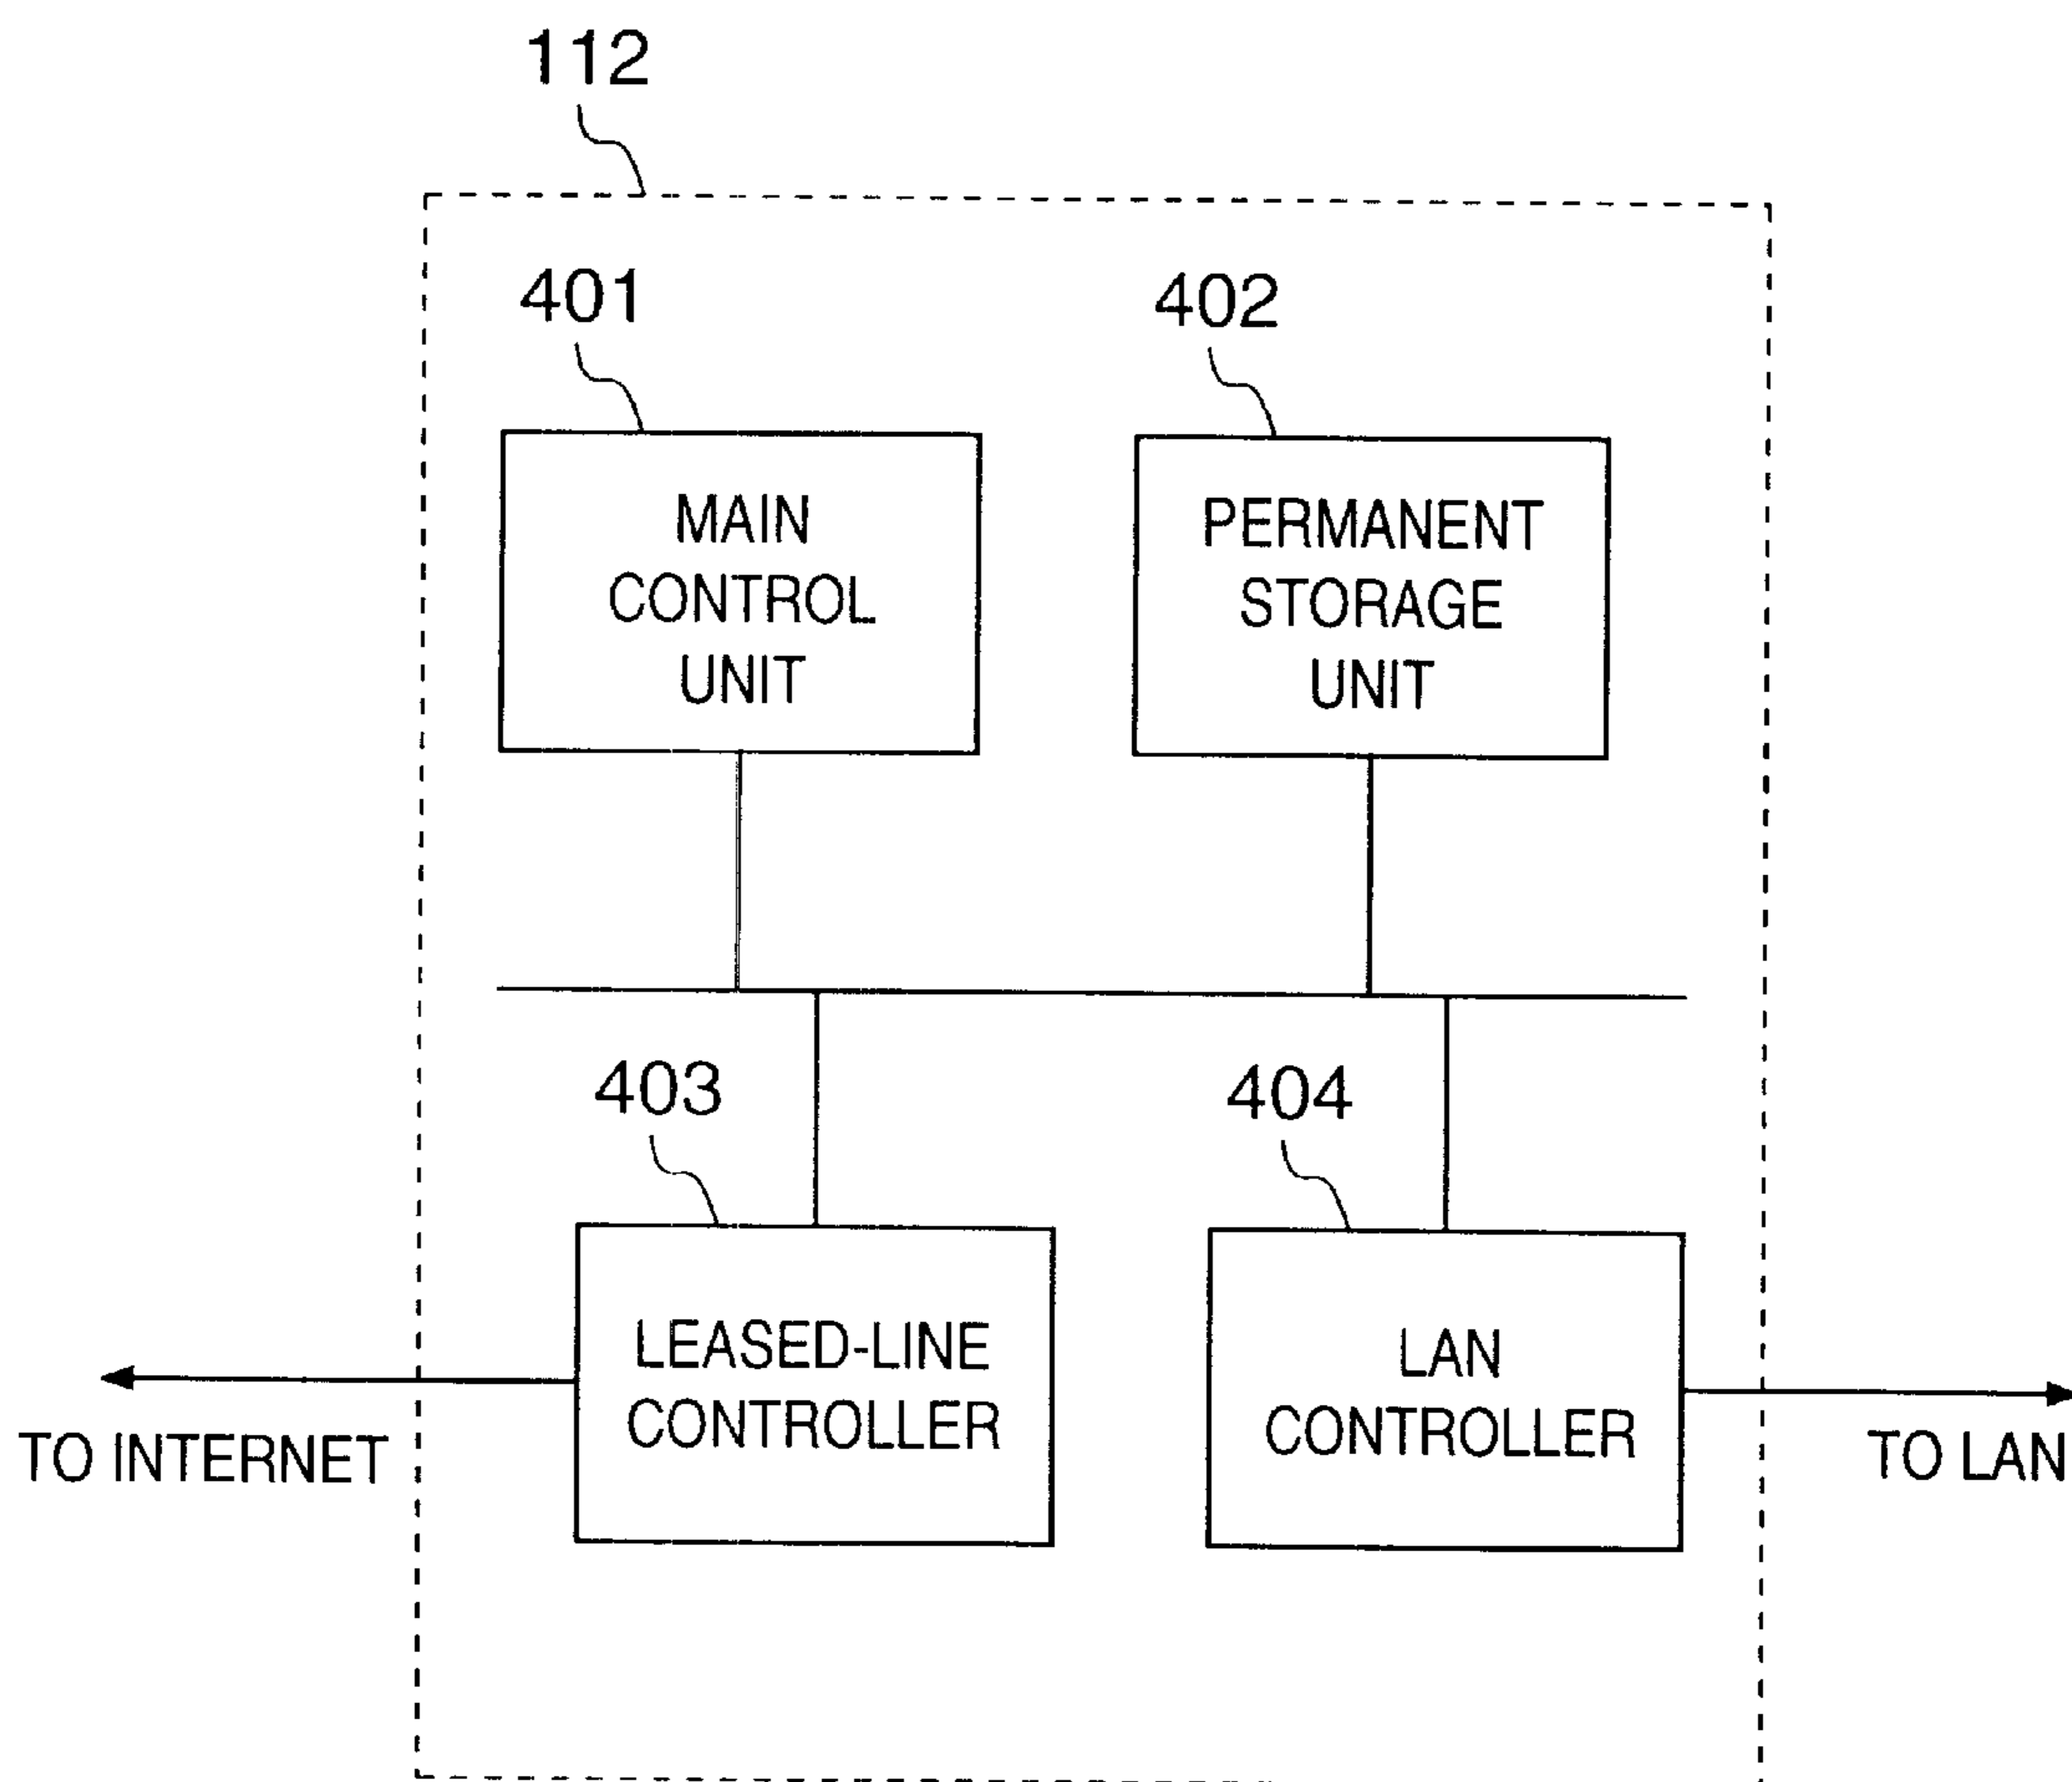 112
401
402
MAIN
CONTROL
UNIT
PERMANENT
STORAGE
UNIT
403
404
LEASED-LINE
CONTROLLER
LAN
CONTROLLER
TO INTERNET
TO LAN